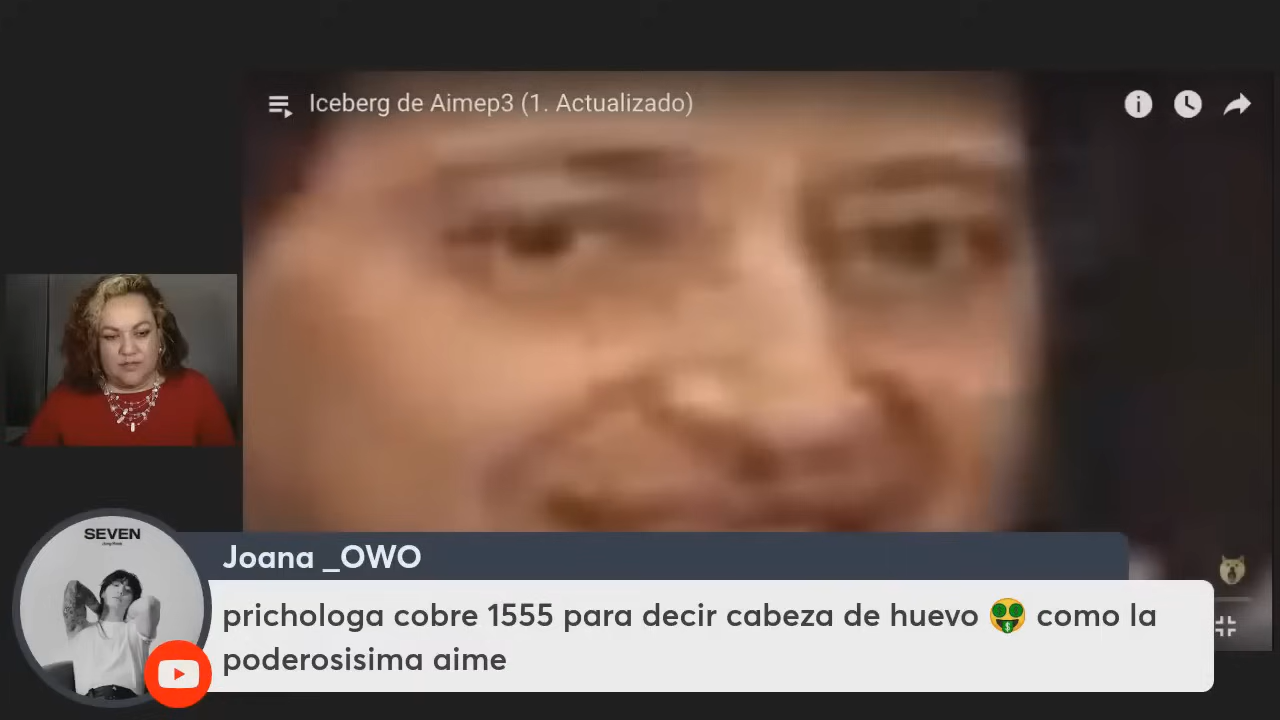 Iceberg de Aimep3 (1. Actualizado)
SEVEN
Joana _OWO
prichologa cobre 1555 para decir cabeza de huevo 🤑 como la
poderosisima aime